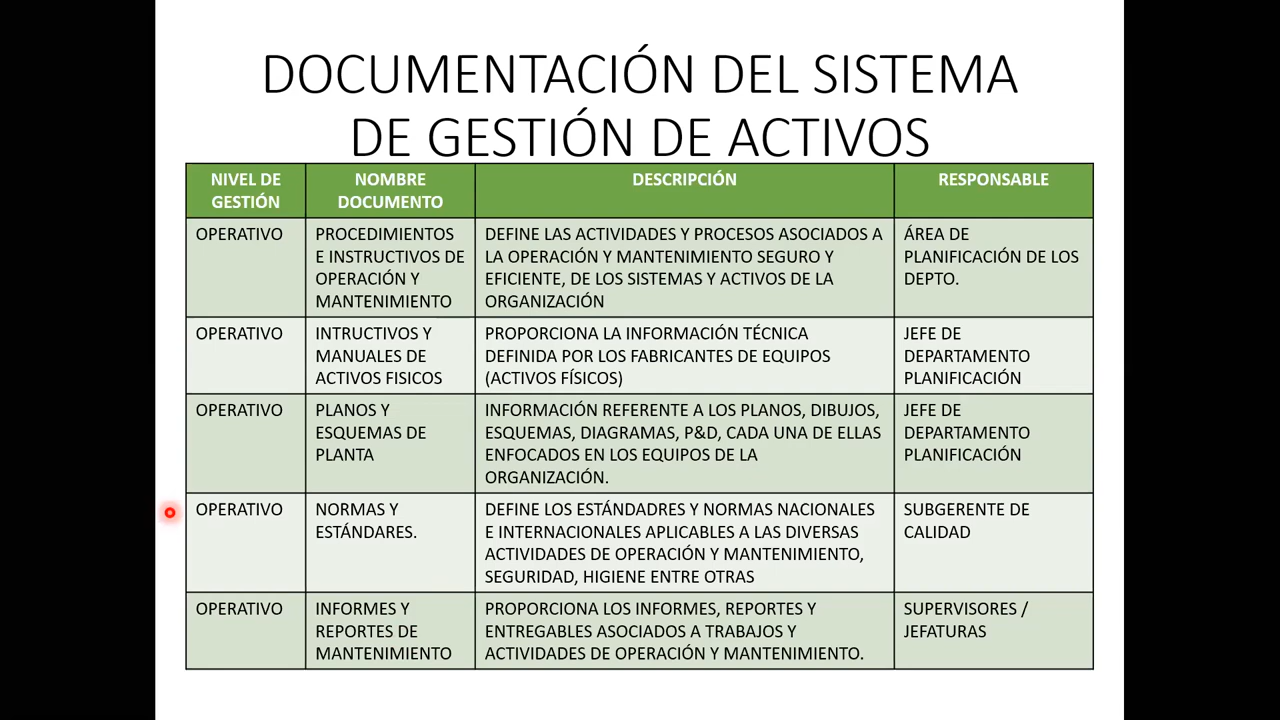 DOCUMENTACIÓN DEL SISTEMA
DE GESTIÓN DE ACTIVOS
NIVEL DE
GESTIÓN
NOMBRE
DOCUMENTO
DESCRIPCIÓN
RESPONSABLE
OPERATIVO
PROCEDIMIENTOS
E INSTRUCTIVOS DE
OPERACIÓN Y
MANTENIMIENTO
DEFINE LAS ACTIVIDADES Y PROCESOS ASOCIADOS A
LA OPERACIÓN Y MANTENIMIENTO SEGURO Y
EFICIENTE, DE LOS SISTEMAS Y ACTIVOS DE LA
ORGANIZACIÓN
ÁREA DE
PLANIFICACIÓN DE LOS
DEPTO.
OPERATIVO
INTRUCTIVOS Y
MANUALES DE
ACTIVOS FISICOS
PROPORCIONA LA INFORMACIÓN TÉCNICA
DEFINIDA POR LOS FABRICANTES DE EQUIPOS
(ACTIVOS FÍSICOS)
JEFE DE
DEPARTAMENTO
PLANIFICACIÓN
OPERATIVO
PLANOS Y
ESQUEMAS DE
PLANTA
INFORMACIÓN REFERENTE A LOS PLANOS, DIBUJOS,
ESQUEMAS, DIAGRAMAS, P&D, CADA UNA DE ELLAS
ENFOCADOS EN LOS EQUIPOS DE LA
ORGANIZACIÓN.
JEFE DE
DEPARTAMENTO
PLANIFICACIÓN
OPERATIVO
NORMAS Y
ESTÁNDARES.
DEFINE LOS ESTÁNDADRES Y NORMAS NACIONALES
E INTERNACIONALES APLICABLES A LAS DIVERSAS
ACTIVIDADES DE OPERACIÓN Y MANTENIMIENTO,
SEGURIDAD, HIGIENE ENTRE OTRAS
SUBGERENTE DE
CALIDAD
OPERATIVO
INFORMES Y
REPORTES DE
MANTENIMIENTO
PROPORCIONA LOS INFORMES, REPORTES Y
ENTREGABLES ASOCIADOS A TRABAJOS Y
ACTIVIDADES DE OPERACIÓN Y MANTENIMIENTO.
SUPERVISORES /
JEFATURAS